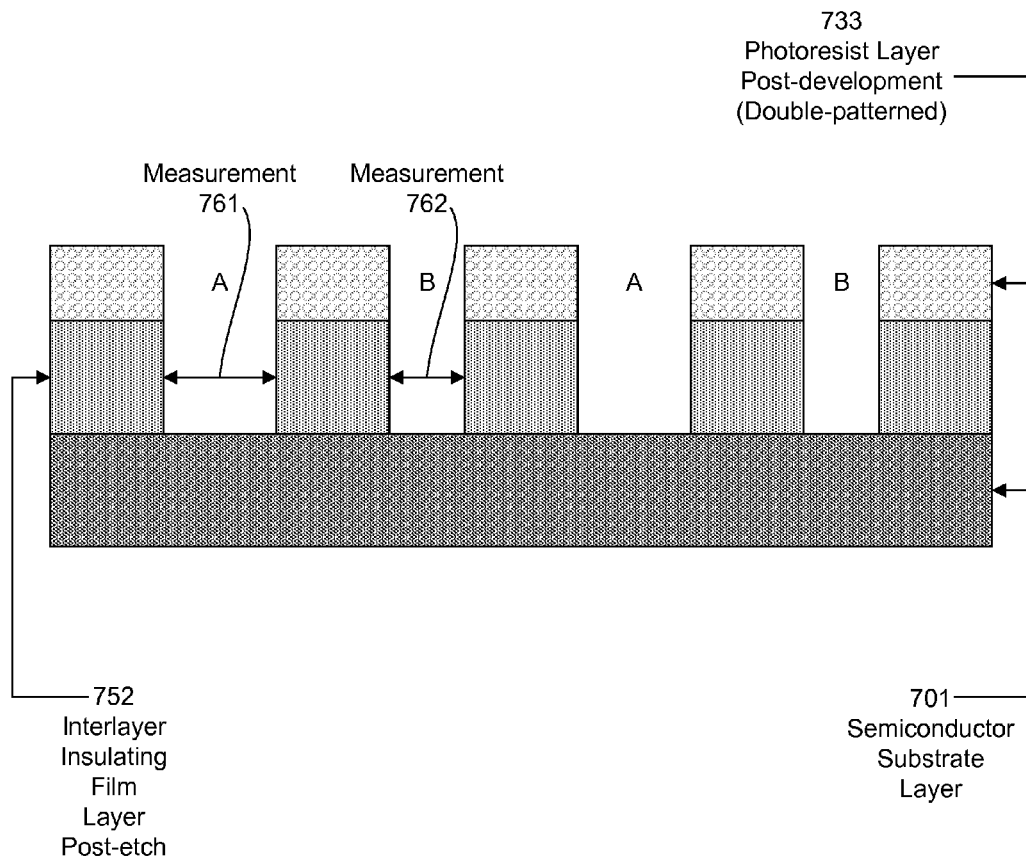 733
Photoresist Layer
Post-development
(Double-patterned)
Measurement
761
Measurement
762
A
B
A
B
752
Interlayer
Insulating
Film
Layer
Post-etch
701
Semiconductor
Substrate
Layer